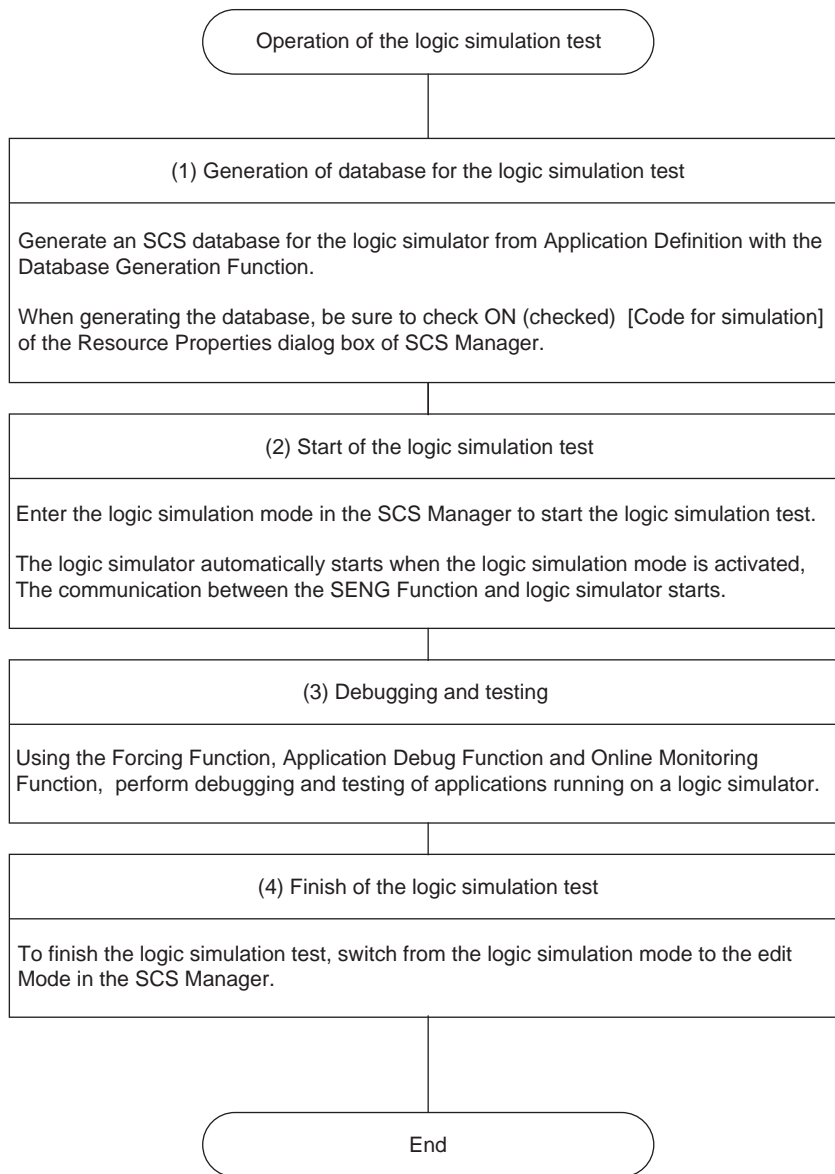 Operation of the logic simulation test
(1) Generation of database for the logic simulation test
Generate an SCS database for the logic simulator from Application Definition with the
Database Generation Function.
When generating the database, be sure to check ON (checked) [Code for simulation]
of the Resource Properties dialog box of SCS Manager.
(2) Start of the logic simulation test
Enter the logic simulation mode in the SCS Manager to start the logic simulation test.
The logic simulator automatically starts when the logic simulation mode is activated,
The communication between the SENG Function and logic simulator starts.
(3) Debugging and testing
Using the Forcing Function, Application Debug Function and Online Monitoring
Function, perform debugging and testing of applications running on a logic simulator.
(4) Finish of the logic simulation test
To finish the logic simulation test, switch from the logic simulation mode to the edit
Mode in the SCS Manager.
End